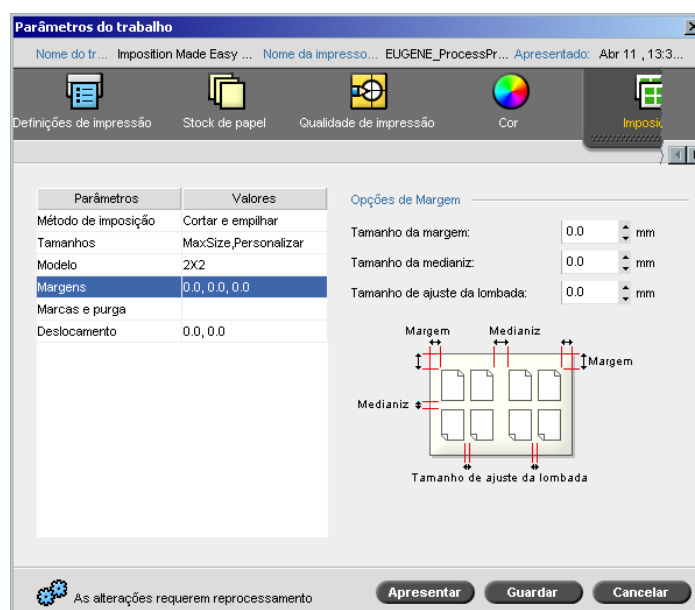 Parâmetros do trabalho
Nome do tr... Imposition Made Easy ... Nome da impresso... EUGENE_ProcessPr... Apresentado: Abr 11 , 13:3...
Definições de impressão Stock de papel Qualidade de impressão Cor Imposiç
Parâmetros Valores
Método de imposição Cortar e empilhar
Tamanhos MaxSize,Personalizar
Modelo 2X2
Margens 0.0, 0.0, 0.0
Marcas e purga
Deslocamento 0.0, 0.0
Opções de Margem
Tamanho da margem: 0.0 mm
Tamanho da medianiz: 0.0 mm
Tamanho de ajuste da lombada: 0.0 mm
Margem Medianiz
Margem
Medianiz
Tamanho de ajuste da lombada
As alterações requerem reprocessamento
Apresentar Guardar Cancelar